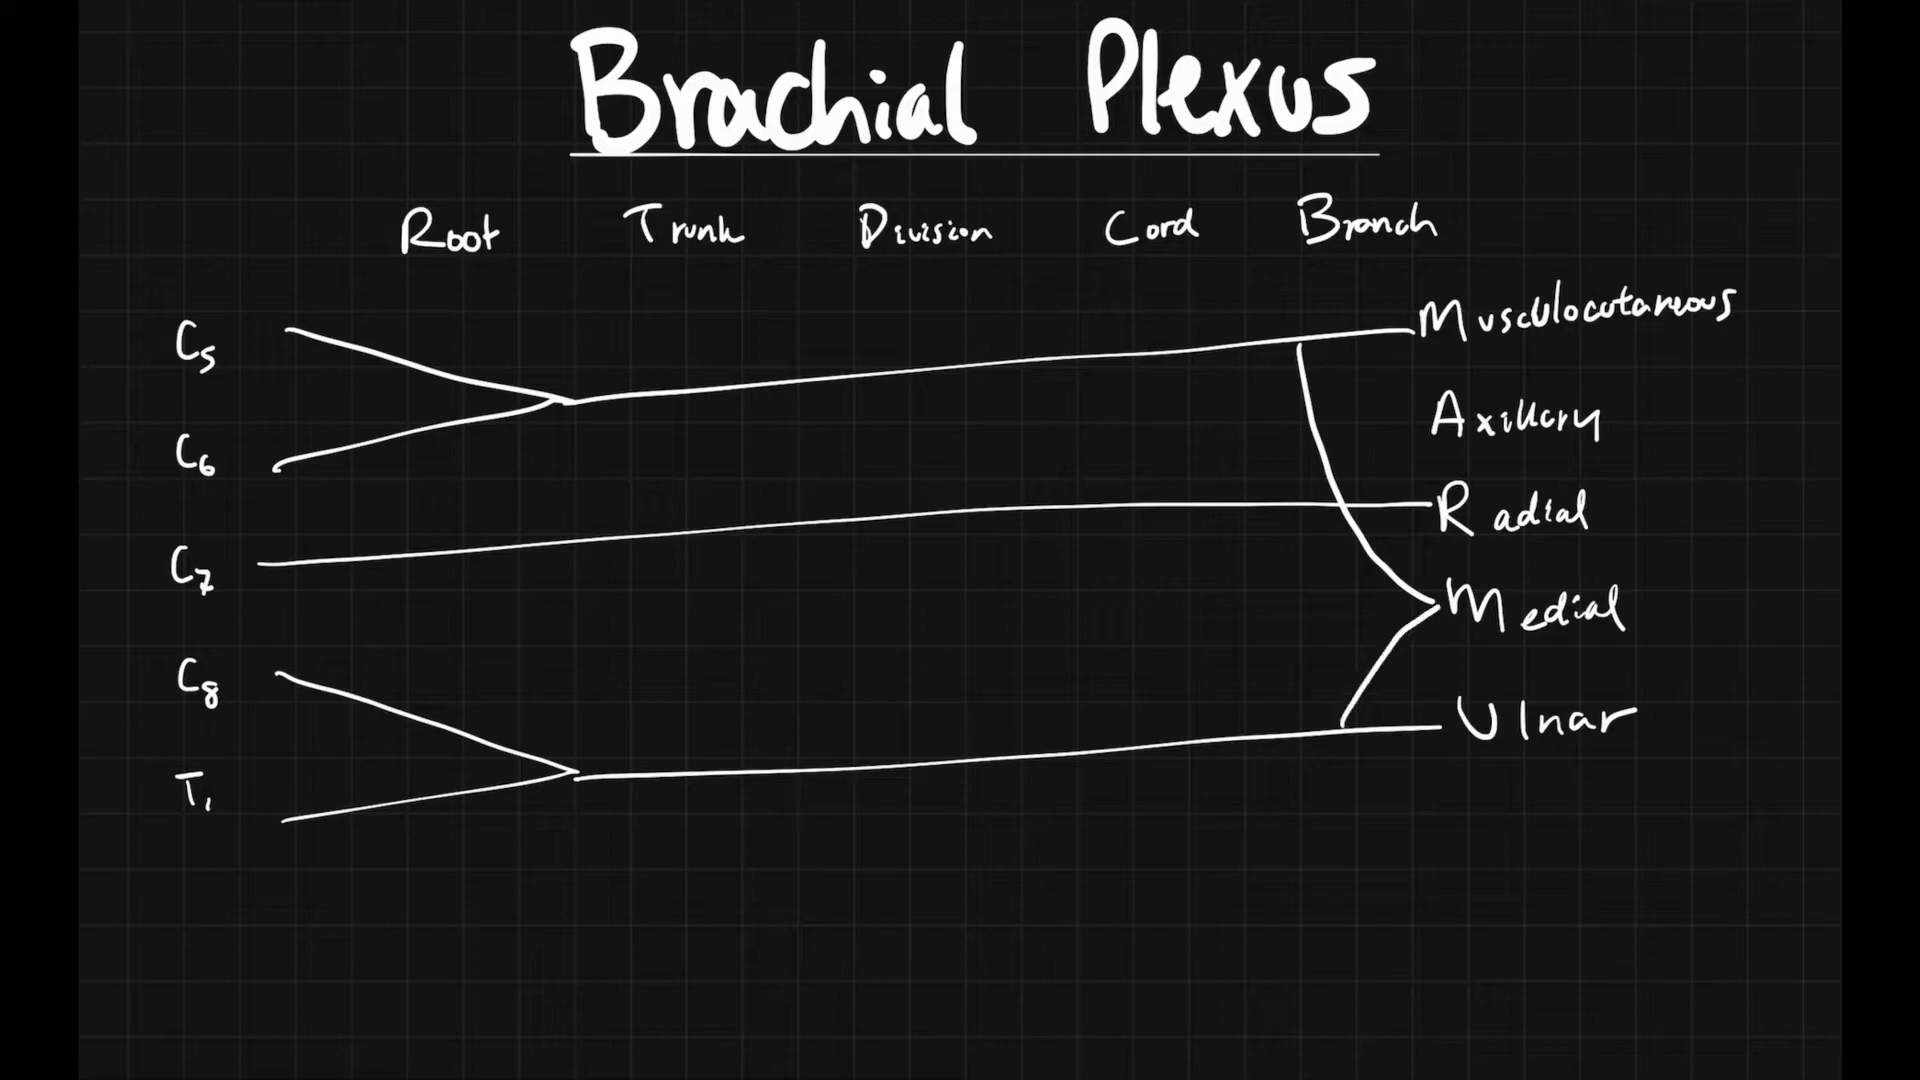 Brachial Plexus
Root Trunk Division Cord Branch
Musculocutaneous
C5
Axillary
C6
Radial
C7
Medial
C8
Ulnar
T1